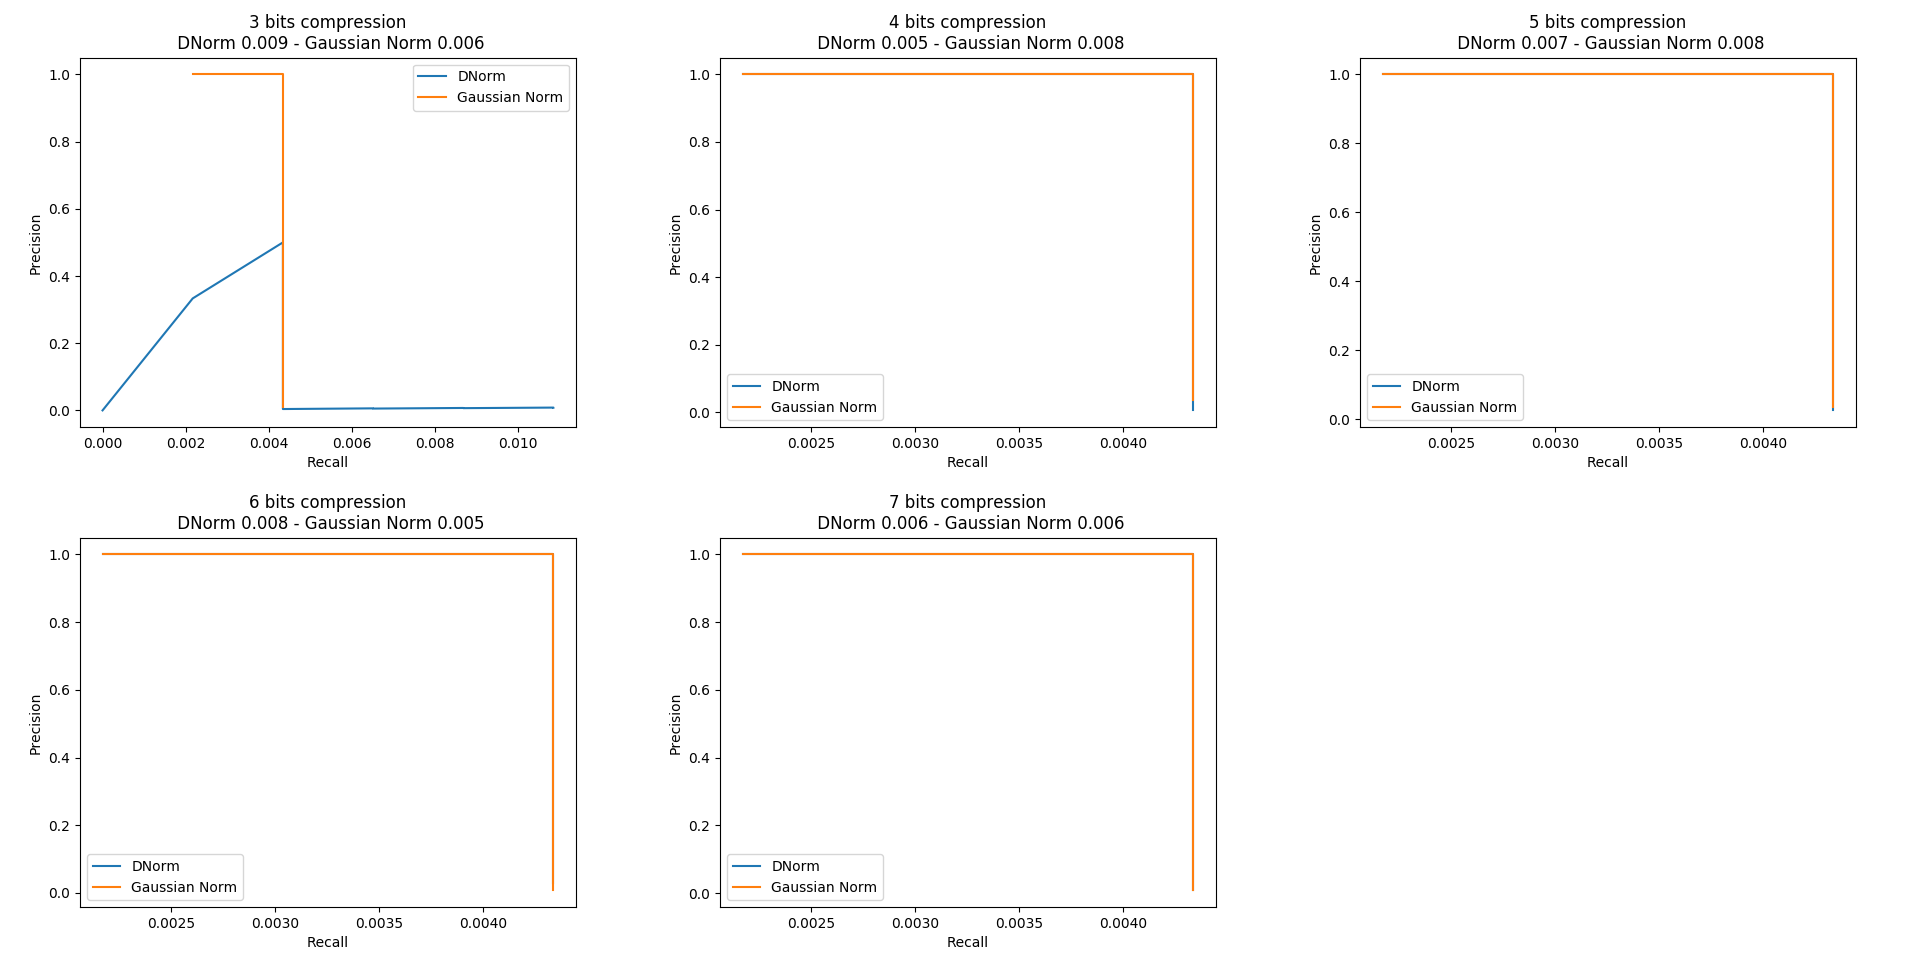 3 bits compression
DNorm 0.009 - Gaussian Norm 0.006
1.0
0.8
0.6
0.4
0.2
0.0
Precision
0.000
0.002
0.004
0.006
0.008
0.010
Recall
DNorm
Gaussian Norm
4 bits compression
DNorm 0.005 - Gaussian Norm 0.008
1.0
0.8
0.6
0.4
0.2
0.0
Precision
0.0025
0.0030
0.0035
0.0040
Recall
DNorm
Gaussian Norm
5 bits compression
DNorm 0.007 - Gaussian Norm 0.008
1.0
0.8
0.6
0.4
0.2
0.0
Precision
0.0025
0.0030
0.0035
0.0040
Recall
DNorm
Gaussian Norm
6 bits compression
DNorm 0.008 - Gaussian Norm 0.005
1.0
0.8
0.6
0.4
0.2
0.0
Precision
0.0025
0.0030
0.0035
0.0040
Recall
DNorm
Gaussian Norm
7 bits compression
DNorm 0.006 - Gaussian Norm 0.006
1.0
0.8
0.6
0.4
0.2
0.0
Precision
0.0025
0.0030
0.0035
0.0040
Recall
DNorm
Gaussian Norm